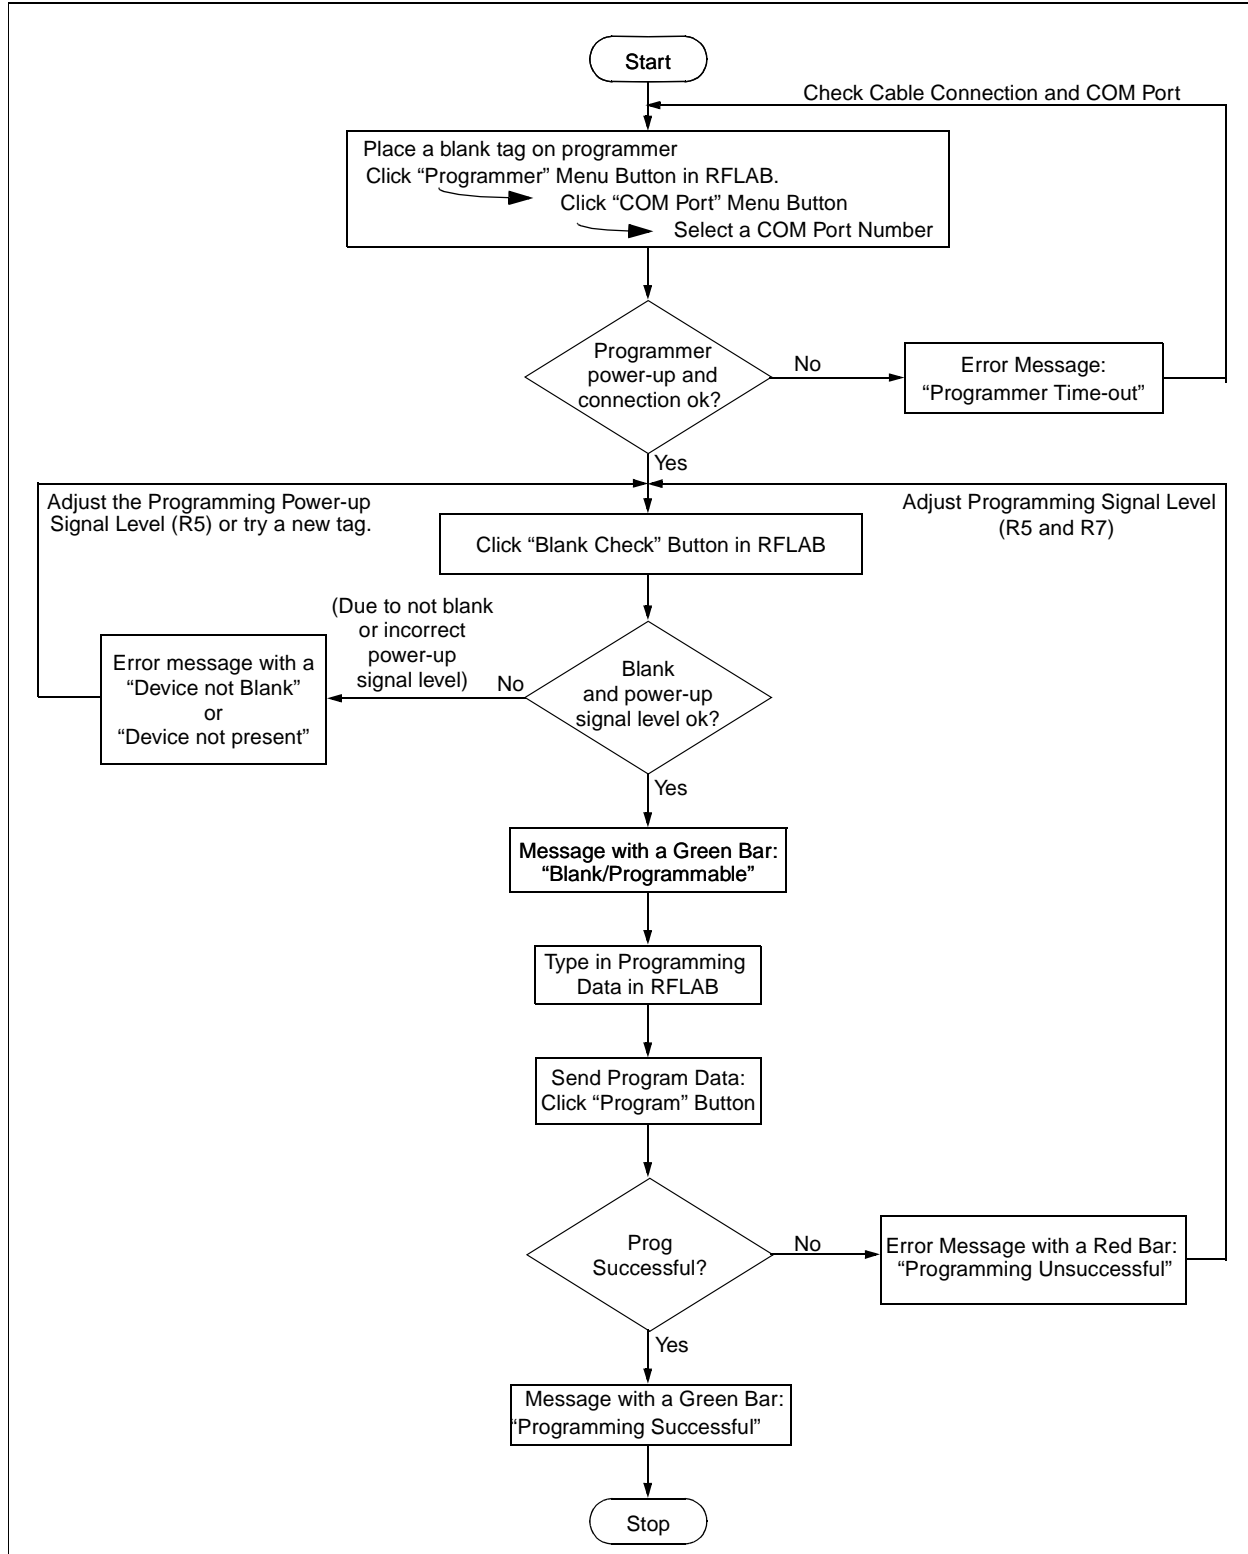 Start
Check Cable Connection and COM Port
Place a blank tag on programmer
Click “Programmer” Menu Button in RFLAB.
Click “COM Port” Menu Button
Select a COM Port Number
Programmer
power-up and
connection ok?
No
Error Message:
“Programmer Time-out”
Yes
Adjust the Programming Power-up
Signal Level (R5) or try a new tag.
Adjust Programming Signal Level
(R5 and R7)
Click “Blank Check” Button in RFLAB
(Due to not blank
or incorrect
power-up
signal level)
No
Error message with a
“Device not Blank”
or
“Device not present”
Blank
and power-up
signal level ok?
Yes
Message with a Green Bar:
“Blank/Programmable”
Type in Programming
Data in RFLAB
Send Program Data:
Click “Program” Button
Prog
Successful?
No
Error Message with a Red Bar:
“Programming Unsuccessful”
Yes
Message with a Green Bar:
“Programming Successful”
Stop